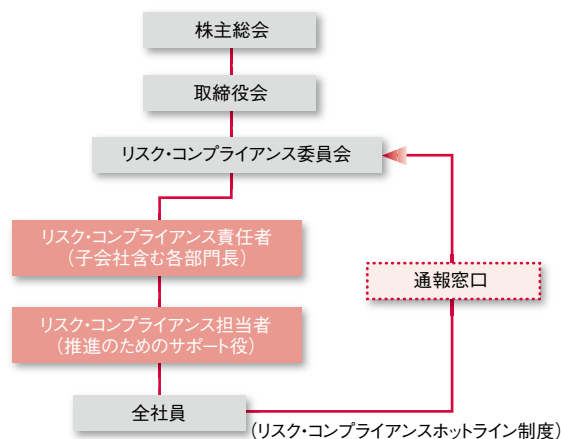 株主総会
取締役会
リスク・コンプライアンス委員会
リスク・コンプライアンス責任者
（子会社含む各部門長）
通報窓口
リスク・コンプライアンス担当者
（推進のためのサポート役）
全社員
（リスク・コンプライアンスホットライン制度）